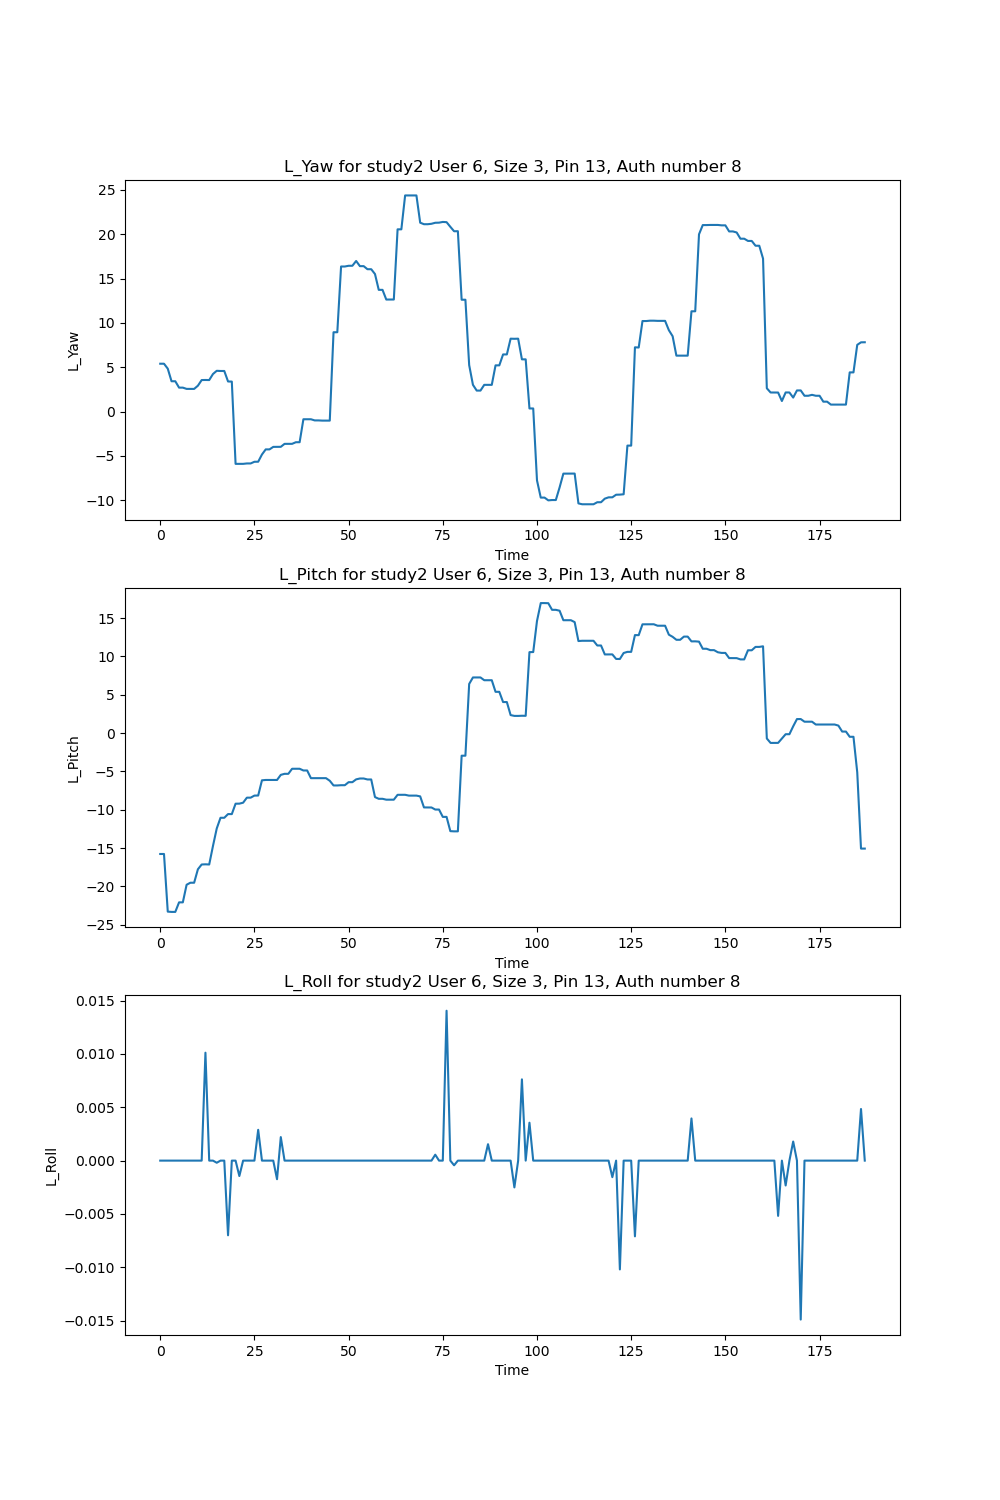 L_Yaw for study2 User 6, Size 3, Pin 13, Auth number 8
25
20
15
10
5
0
−5
−10
L_Yaw
0 25 50 75 100 125 150 175
Time
L_Pitch for study2 User 6, Size 3, Pin 13, Auth number 8
15
10
5
0
−5
−10
−15
−20
−25
L_Pitch
0 25 50 75 100 125 150 175
Time
L_Roll for study2 User 6, Size 3, Pin 13, Auth number 8
0.015
0.010
0.005
0.000
−0.005
−0.010
−0.015
L_Roll
0 25 50 75 100 125 150 175
Time